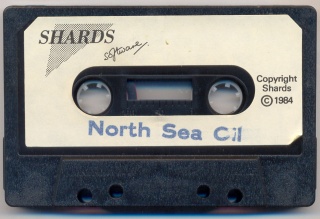 SHARDS
software
Copyright
Shards
© 1984
North Sea Oil